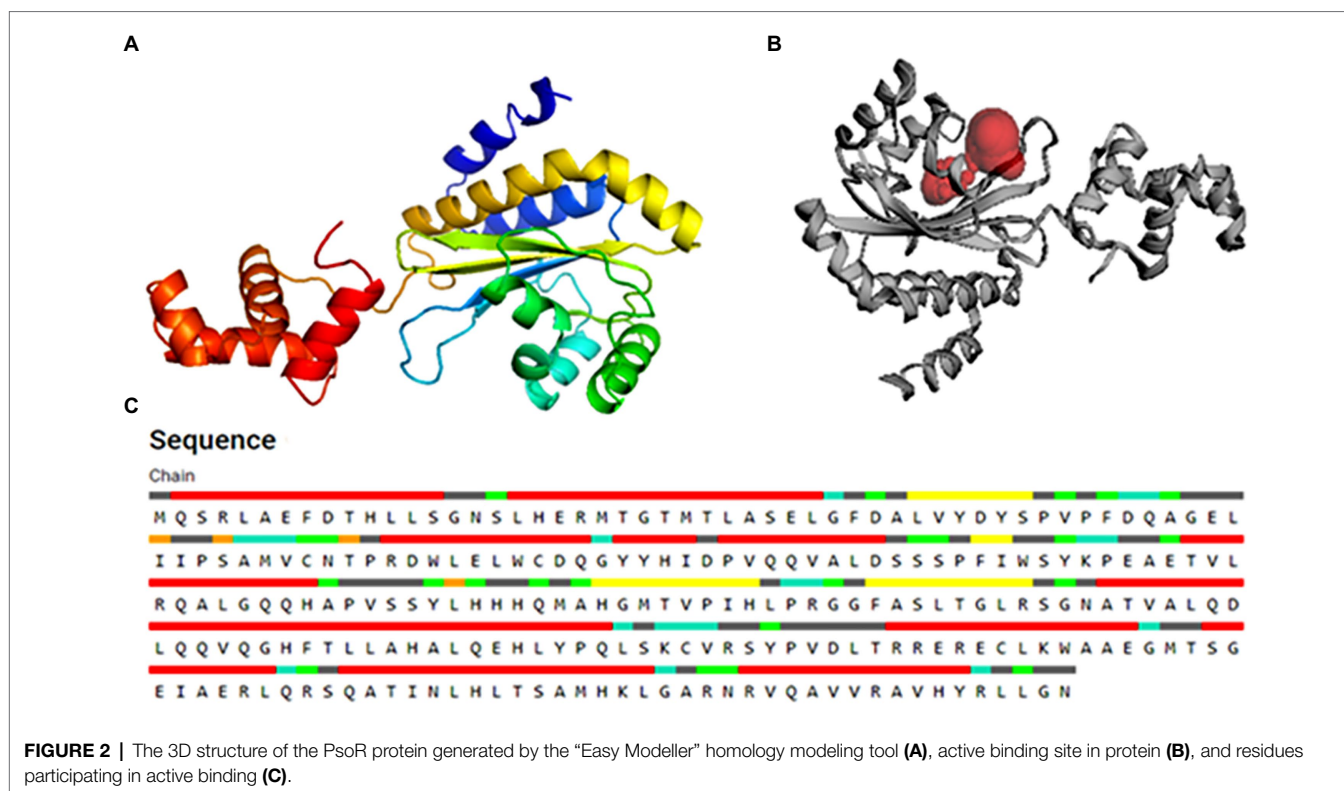 A
B
C
Sequence
Chain
M Q S R L A E F D T H L L S G N S L H E R M T G T M T L A S E L G F D A L V Y D Y S P V P F D Q A G E L
I I P S A M V C N T P R D W L E L W C D Q G Y Y H I D P V Q Q V A L D S S S P F I W S Y K P E A E T V L
R Q A L G Q Q H A P V S S Y L H H H Q M A H G M T V P I H L P R G G F A S L T G L R S G N A T V A L Q D
L Q Q V Q G H F T L L A H A L Q E H L Y P Q L S K C V R S Y P V D L T R R E R E C L K W A A E G M T S G
E I A E R L Q R S Q A T I N L H L T S A M H K L G A R N R V Q A V V R A V H Y R L L G N
FIGURE 2 | The 3D structure of the PsoR protein generated by the “Easy Modeller” homology modeling tool (A), active binding site in protein (B), and residues
participating in active binding (C).